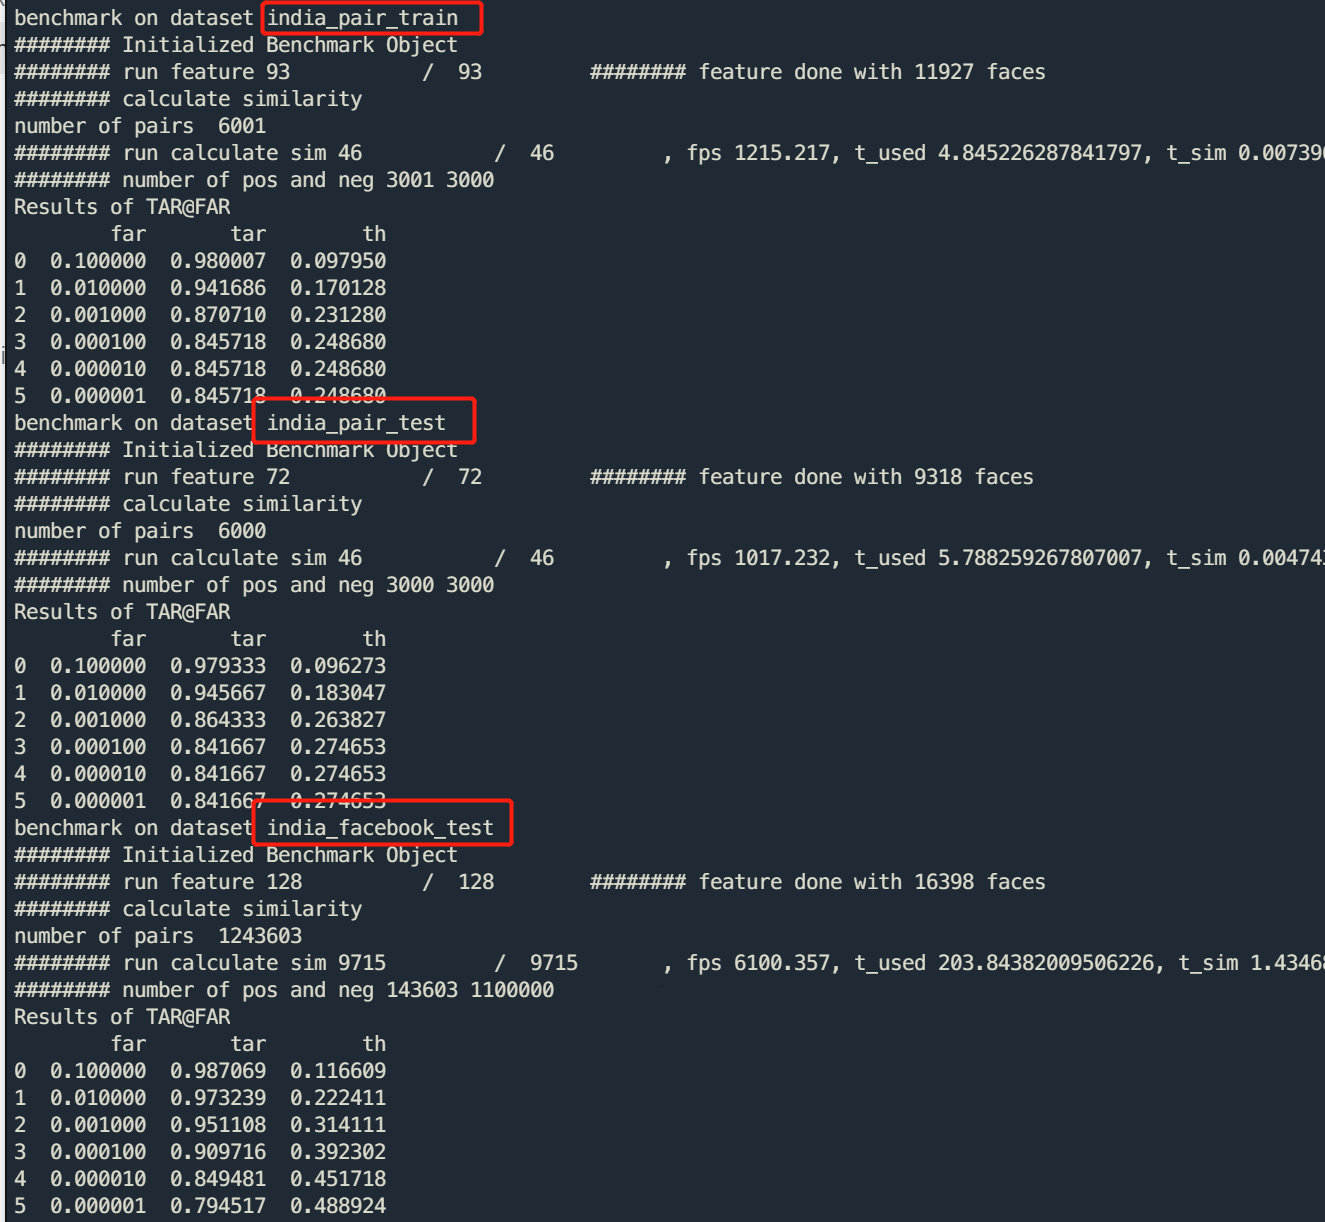 benchmark on dataset india_pair_train
######## Initialized Benchmark Object
######## run feature 93 / 93 ######## feature done with 11927 faces
######## calculate similarity
number of pairs 6001
######## run calculate sim 46 / 46 , fps 1215.217, t_used 4.845226287841797, t_sim 0.007396
######## number of pos and neg 3001 3000
Results of TAR@FAR
far tar th
0 0.100000 0.980007 0.097950
1 0.010000 0.941686 0.170128
2 0.001000 0.870710 0.231280
3 0.000100 0.845718 0.248680
4 0.000010 0.845718 0.248680
5 0.000001 0.845718 0.248680
benchmark on dataset india_pair_test
######## Initialized Benchmark Object
######## run feature 72 / 72 ######## feature done with 9318 faces
######## calculate similarity
number of pairs 6000
######## run calculate sim 46 / 46 , fps 1017.232, t_used 5.788259267807007, t_sim 0.004743
######## number of pos and neg 3000 3000
Results of TAR@FAR
far tar th
0 0.100000 0.979333 0.096273
1 0.010000 0.945667 0.183047
2 0.001000 0.864333 0.263827
3 0.000100 0.841667 0.274653
4 0.000010 0.841667 0.274653
5 0.000001 0.841667 0.274653
benchmark on dataset india_facebook_test
######## Initialized Benchmark Object
######## run feature 128 / 128 ######## feature done with 16398 faces
######## calculate similarity
number of pairs 1243603
######## run calculate sim 9715 / 9715 , fps 6100.357, t_used 203.84382009506226, t_sim 1.43468
######## number of pos and neg 143603 1100000
Results of TAR@FAR
far tar th
0 0.100000 0.987069 0.116609
1 0.010000 0.973239 0.222411
2 0.001000 0.951108 0.314111
3 0.000100 0.909716 0.392302
4 0.000010 0.849481 0.451718
5 0.000001 0.794517 0.488924